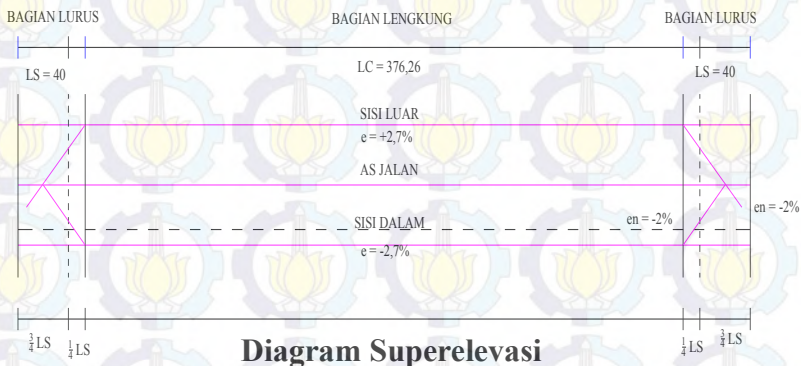 BAGIAN LURUS
BAGIAN LENGKUNG
BAGIAN LURUS
LS = 40
LC = 376,26
LS = 40
SISI LUAR
e = +2,7%
AS JALAN
SISI DALAM
en = -2%
en = -2%
e = -2,7%
3/4 LS
1/4 LS
1/4 LS
3/4 LS
Diagram Superelevasi